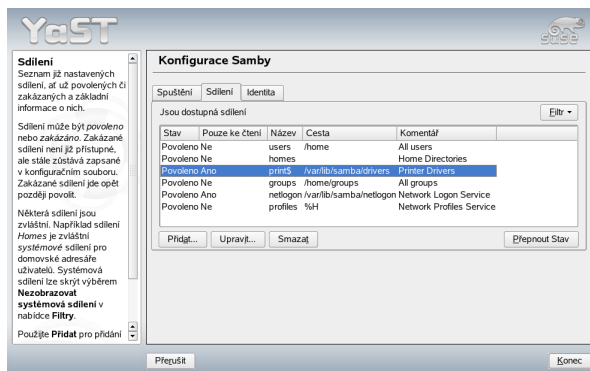 YaST
suse
Sdílení
Seznam již nastavených
sdílení, ať už povolených či
zakázaných a základní
informace o nich.
Sdílení může být povoleno
nebo zakázáno. Zakázané
sdílení není již přístupné,
ale stále zůstává zapsané
v konfiguračním souboru.
Zakázané sdílení jde opět
později povolit.
Některá sdílení jsou
zvláštní. Například sdílení
Homes je zvláštní
systémové sdílení pro
domovské adresáře
uživatelů. Systémová
sdílení lze skrýt výběrem
Nezobrazovat
systémová sdílení v
nabídce Filtry.
Použijte Přidat pro přidání
Konfigurace Samby
Spuštění Sdílení Identita
Jsou dostupná sdílení Filtr
Stav Pouze ke čtení Název Cesta Komentář
Povoleno Ne users /home All users
Povoleno Ne homes Home Directories
Povoleno Ano print$ /var/lib/samba/drivers Printer Drivers
Povoleno Ne groups /home/groups All groups
Povoleno Ano netlogon /var/lib/samba/netlogon Network Logon Service
Povoleno Ne profiles %H Network Profiles Service
Přidat... Upravit... Smazat Přepnout Stav
Přerušit Konec